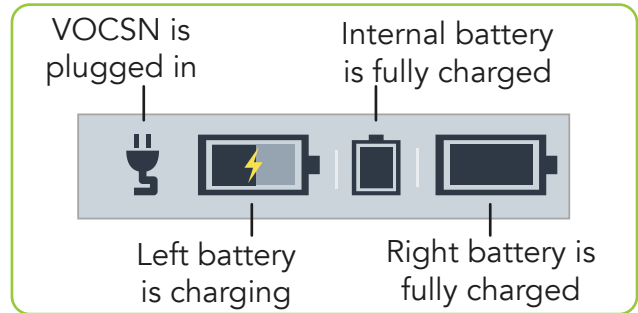 VOCSN is
plugged in
Internal battery
is fully charged
Left battery
is charging
Right battery is
fully charged